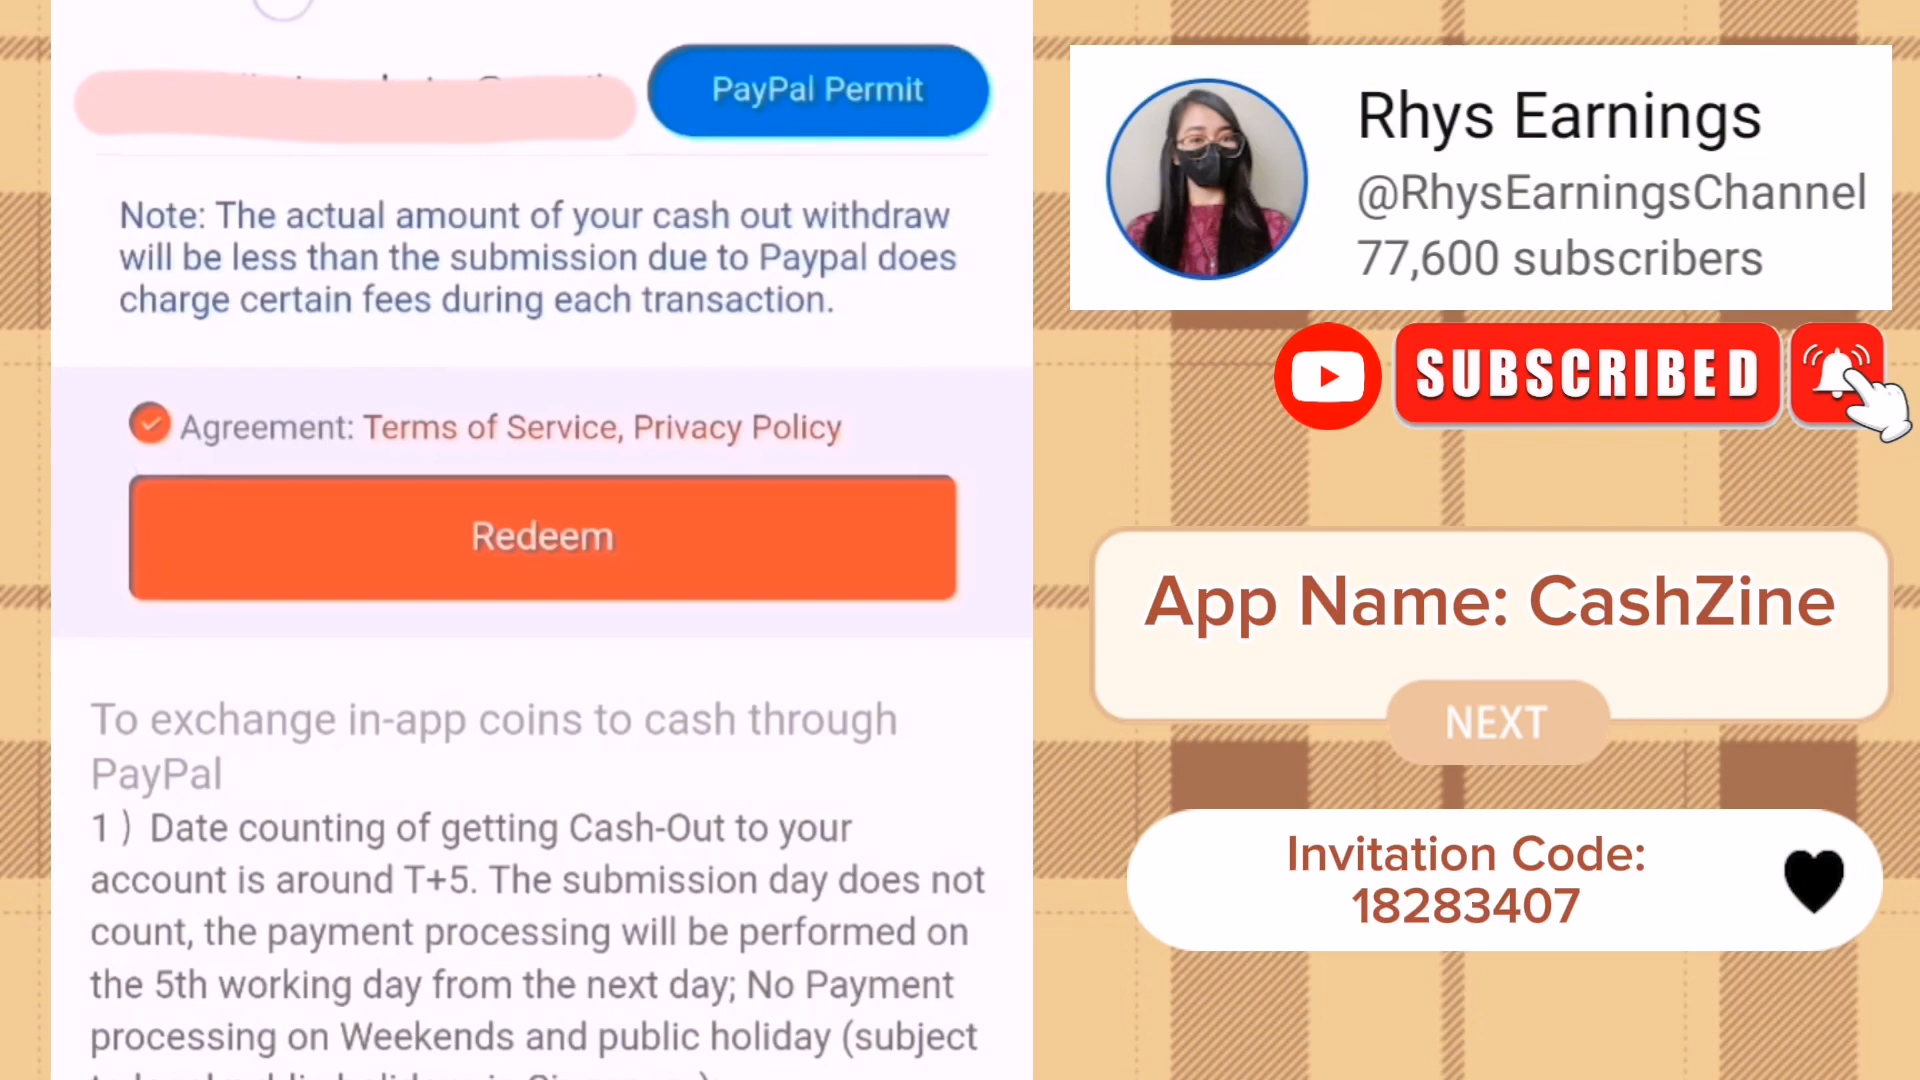 PayPal Permit
Note: The actual amount of your cash out withdraw
will be less than the submission due to Paypal does
charge certain fees during each transaction.
Agreement: Terms of Service, Privacy Policy
Redeem
To exchange in-app coins to cash through
PayPal
1 ) Date counting of getting Cash-Out to your
account is around T+5. The submission day does not
count, the payment processing will be performed on
the 5th working day from the next day; No Payment
processing on Weekends and public holiday (subject
Rhys Earnings
@RhysEarningsChannel
77,600 subscribers
SUBSCRIBED
App Name: CashZine
NEXT
Invitation Code:
18283407